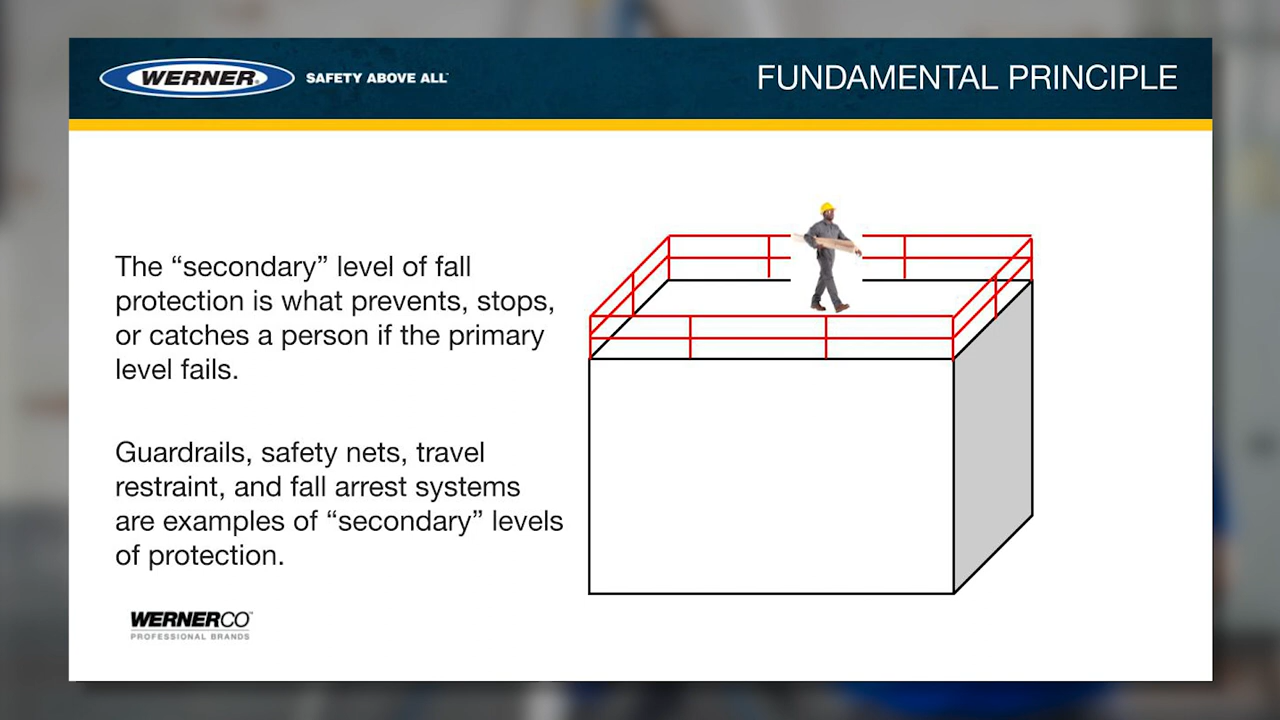 WERNER
SAFETY ABOVE ALL™
FUNDAMENTAL PRINCIPLE
The “secondary” level of fall
protection is what prevents, stops,
or catches a person if the primary
level fails.
Guardrails, safety nets, travel
restraint, and fall arrest systems
are examples of “secondary” levels
of protection.
WERNERCO™
PROFESSIONAL BRANDS